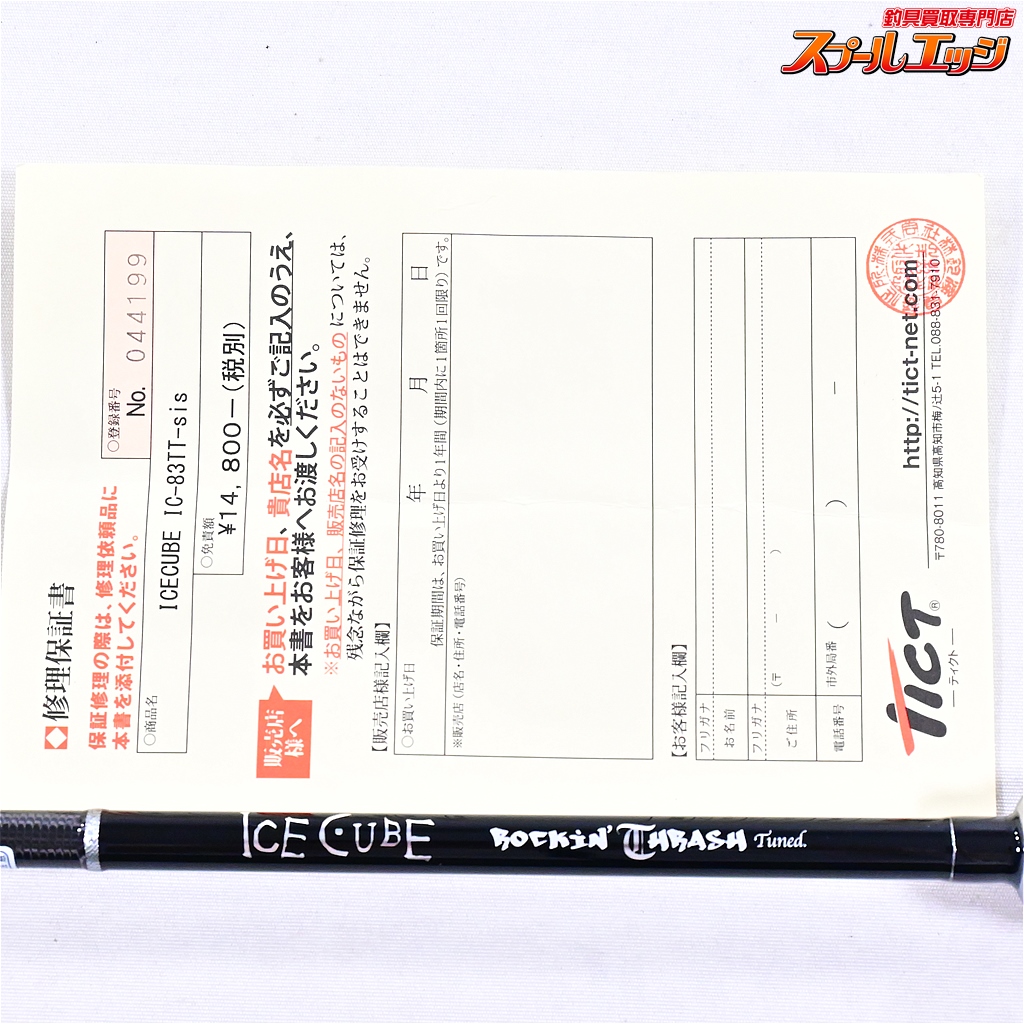 釣具買取専門店
スプールエッジ
修理保証書
保証修理の際は、修理依頼品に
本書を添付してください。
○登録番号
No. 044199
○商品名
ICECUBE IC-83TT-sis
○免責額
¥14,800-(税別)
販売店
様へ
お買い上げ日、貴店名を必ずご記入のうえ、
本書をお客様へお渡しください。
※お買い上げ日、販売店名の記入のないものについては、
残念ながら保証修理をお受けすることはできません。
【販売店様記入欄】
○お買い上げ日
年 月 日
保証期間は、お買い上げ日より1年間(期間内に1箇所1回限り)です。
※販売店(店名・住所・電話番号)
【お客様記入欄】
フリガナ
お名前
フリガナ
ご住所
(〒 - )
電話番号
市外局番
( ) -
TICT®
―ティクト―
http://tict-net.com
〒780-8011 高知県高知市梅ノ辻5-1 TEL.088-831-7910
ICE CUBE
ROCKIN' THRASH Tuned.